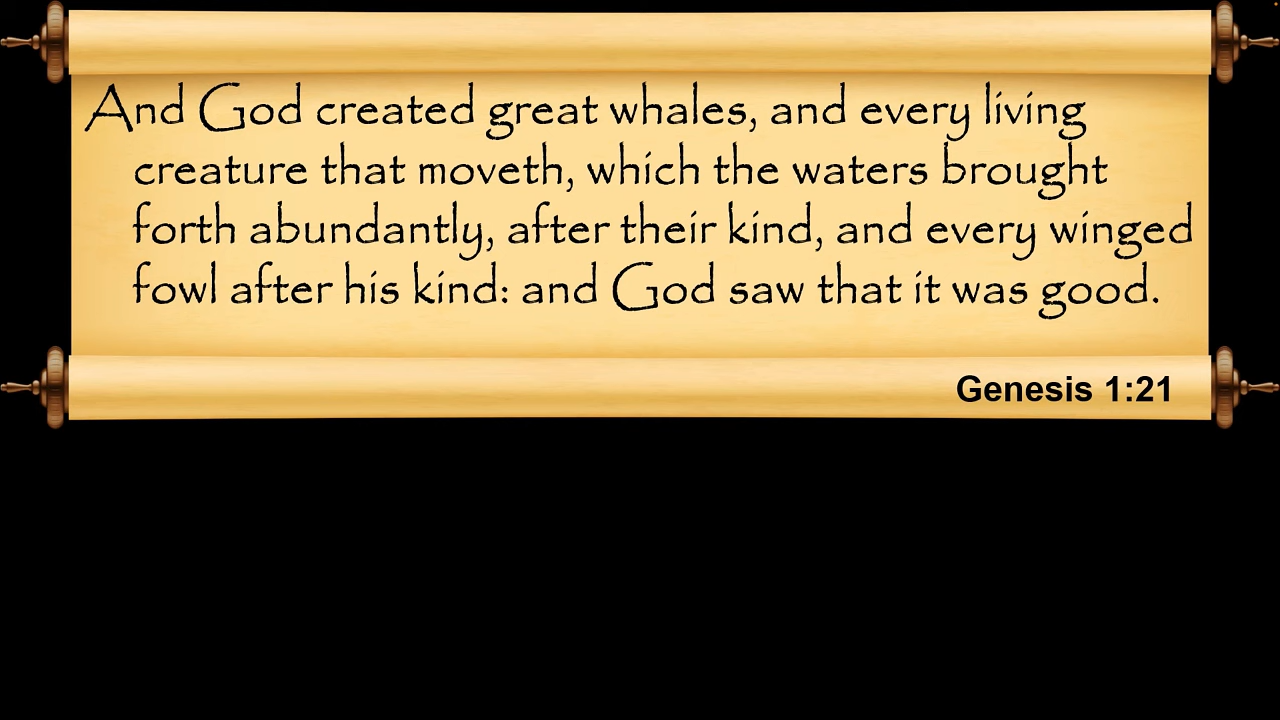 And God created great whales, and every living
creature that moveth, which the waters brought
forth abundantly, after their kind, and every winged
fowl after his kind: and God saw that it was good.
Genesis 1:21